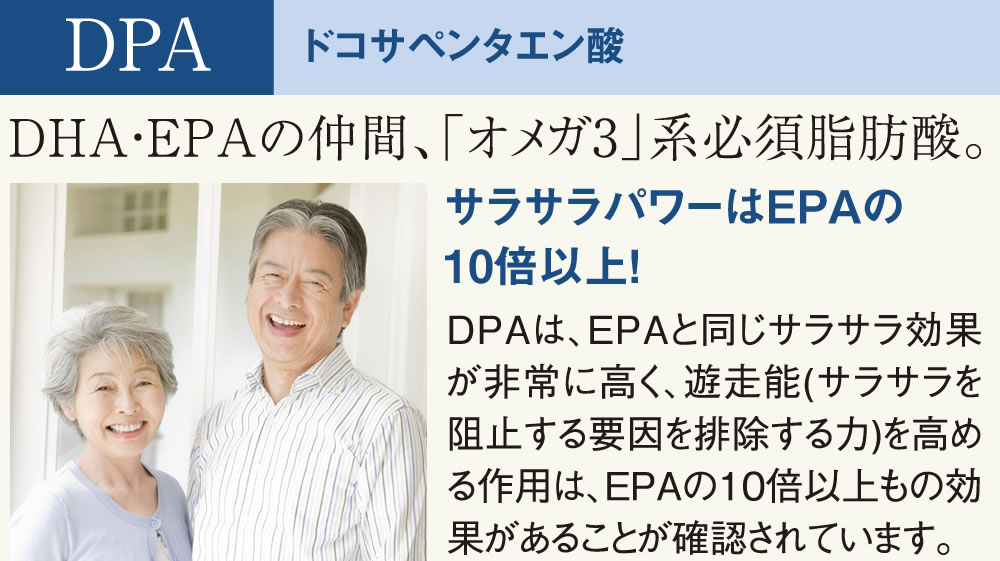 DPA
ドコサペンタエン酸
DHA・EPAの仲間、「オメガ3」系必須脂肪酸。
サラサラパワーはEPAの
10倍以上!
DPAは、EPAと同じサラサラ効果
が非常に高く、遊走能(サラサラを
阻止する要因を排除する力)を高め
る作用は、EPAの10倍以上もの効
果があることが確認されています。